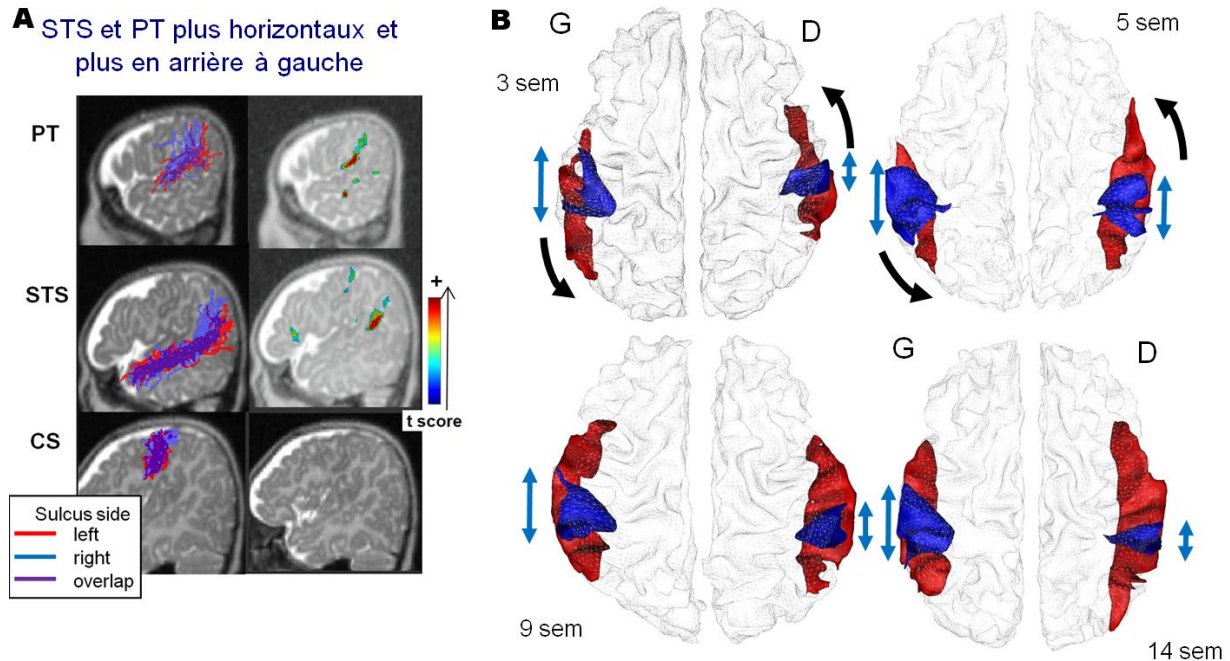 A
STS et PT plus horizontaux et
plus en arrière à gauche
PT
STS
CS
+
t score
Sulcus side
left
right
overlap
B
G
D
3 sem
5 sem
G
D
9 sem
14 sem